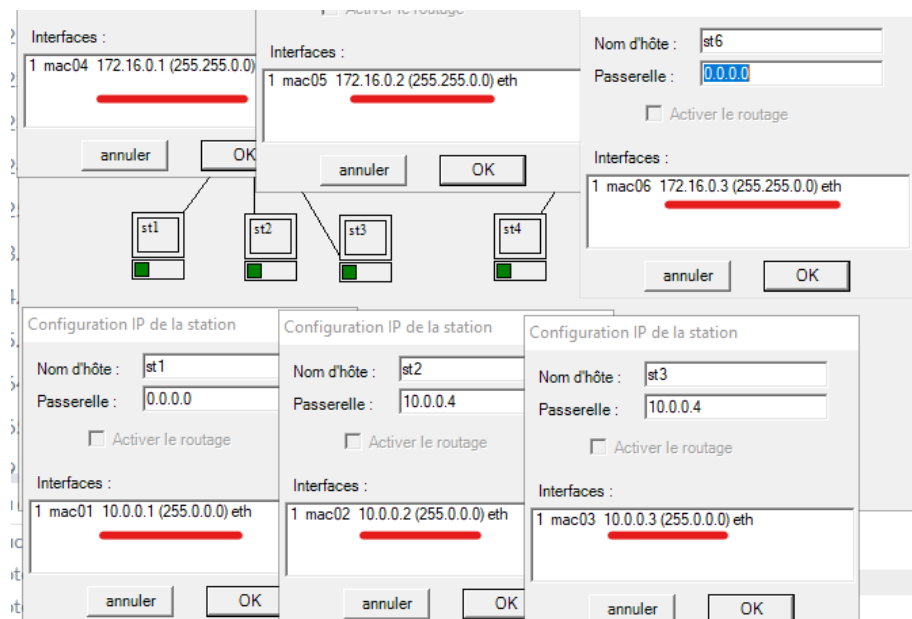 Activer le routage
Interfaces :
1 mac04 172.16.0.1 (255.255.0.0)
annuler
OK
Interfaces :
1 mac05 172.16.0.2 (255.255.0.0) eth
annuler
OK
Nom d'hôte : st6
Passerelle : 0.0.0.0
Activer le routage
Interfaces :
1 mac06 172.16.0.3 (255.255.0.0) eth
annuler
OK
st1
st2
st3
st4
Configuration IP de la station
Nom d'hôte : st1
Passerelle : 0.0.0.0
Activer le routage
Interfaces :
1 mac01 10.0.0.1 (255.0.0.0) eth
annuler
OK
Configuration IP de la station
Nom d'hôte : st2
Passerelle : 10.0.0.4
Activer le routage
Interfaces :
1 mac02 10.0.0.2 (255.0.0.0) eth
annuler
OK
Configuration IP de la station
Nom d'hôte : st3
Passerelle : 10.0.0.4
Activer le routage
Interfaces :
1 mac03 10.0.0.3 (255.0.0.0) eth
annuler
OK